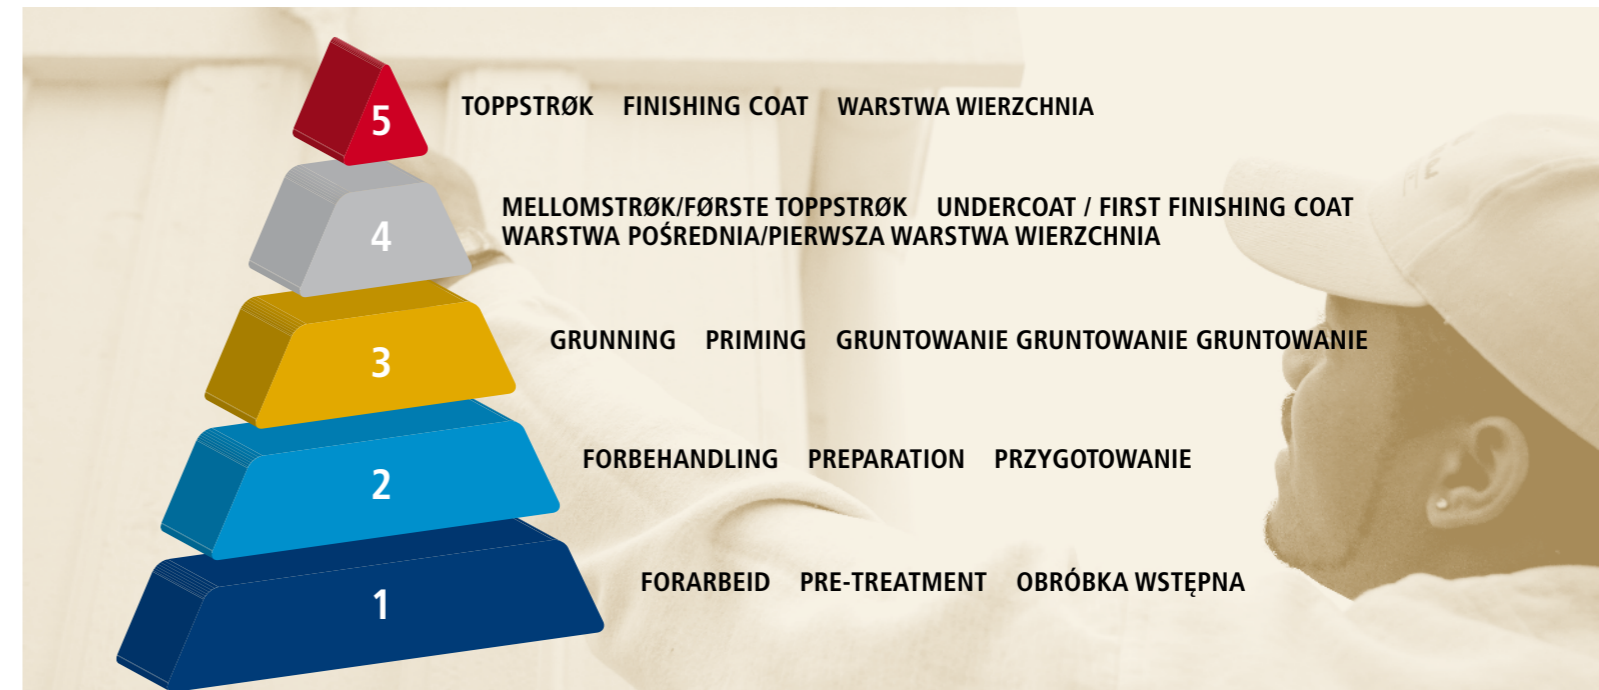 5 TOPPSTRØK FINISHING COAT WARSTWA WIERZCHNIA
4 MELLOMSTRØK/FØRSTE TOPPSTRØK UNDERCOAT / FIRST FINISHING COAT
WARSTWA POŚREDNIA/PIERWSZA WARSTWA WIERZCHNIA
3 GRUNNING PRIMING GRUNTOWANIE GRUNTOWANIE GRUNTOWANIE
2 FORBEHANDLING PREPARATION PRZYGOTOWANIE
1 FORARBEID PRE-TREATMENT OBRÓBKA WSTĘPNA